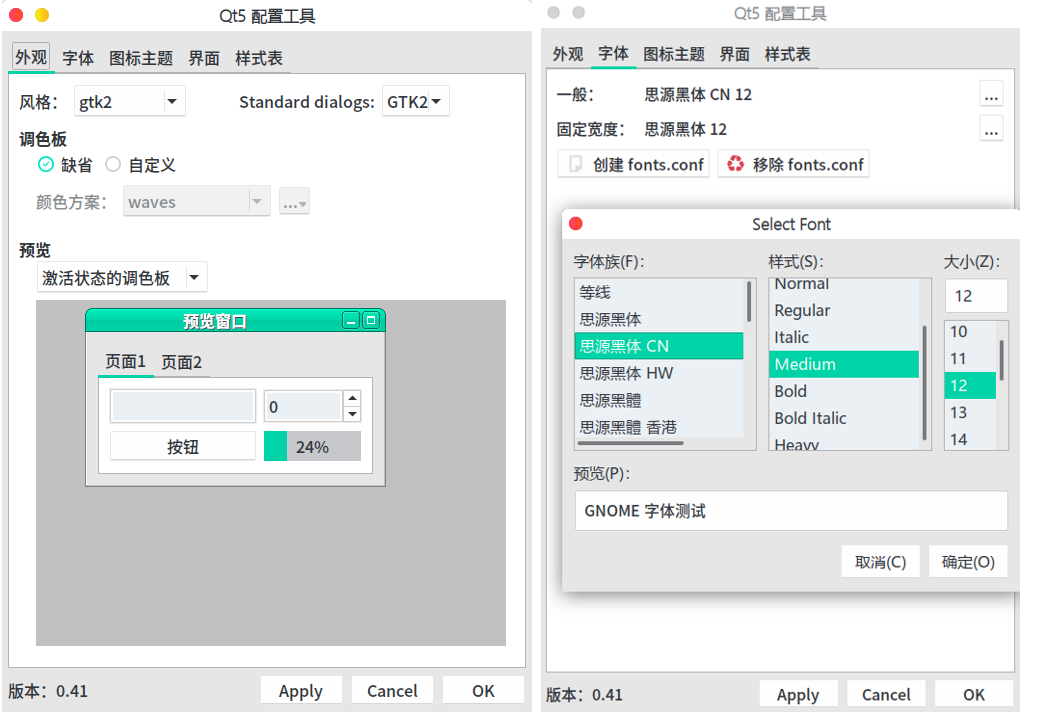 Qt5 配置工具
外观 字体 图标主题 界面 样式表
风格： gtk2 Standard dialogs: GTK2
调色板
缺省 自定义
颜色方案： waves ...
预览
激活状态的调色板
预览窗口
页面1 页面2
0
按钮 24%
版本：0.41 Apply Cancel OK
Qt5 配置工具
外观 字体 图标主题 界面 样式表
一般： 思源黑体 CN 12 ...
固定宽度： 思源黑体 12 ...
创建 fonts.conf 移除 fonts.conf
Select Font
字体族(F)： 样式(S)： 大小(Z)：
等线
思源黑体
思源黑体 CN
思源黑体 HW
思源黑體
思源黑體 香港
Normal
Regular
Italic
Medium
Bold
Bold Italic
Heavy
12
10
11
12
13
14
预览(P)：
GNOME 字体测试
取消(C) 确定(O)
版本：0.41 Apply Cancel OK